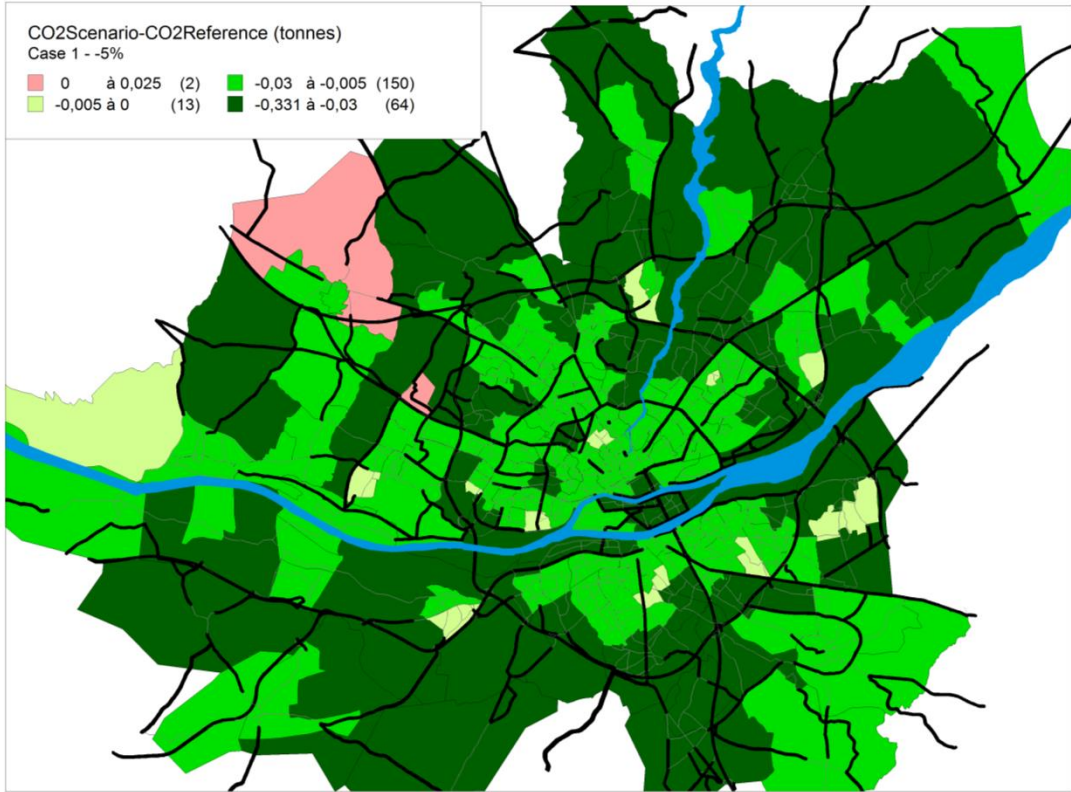 CO2Scenario-CO2Reference (tonnes)
Case 1 - -5%
0 à 0,025 (2)
-0,005 à 0 (13)
-0,03 à -0,005 (150)
-0,331 à -0,03 (64)